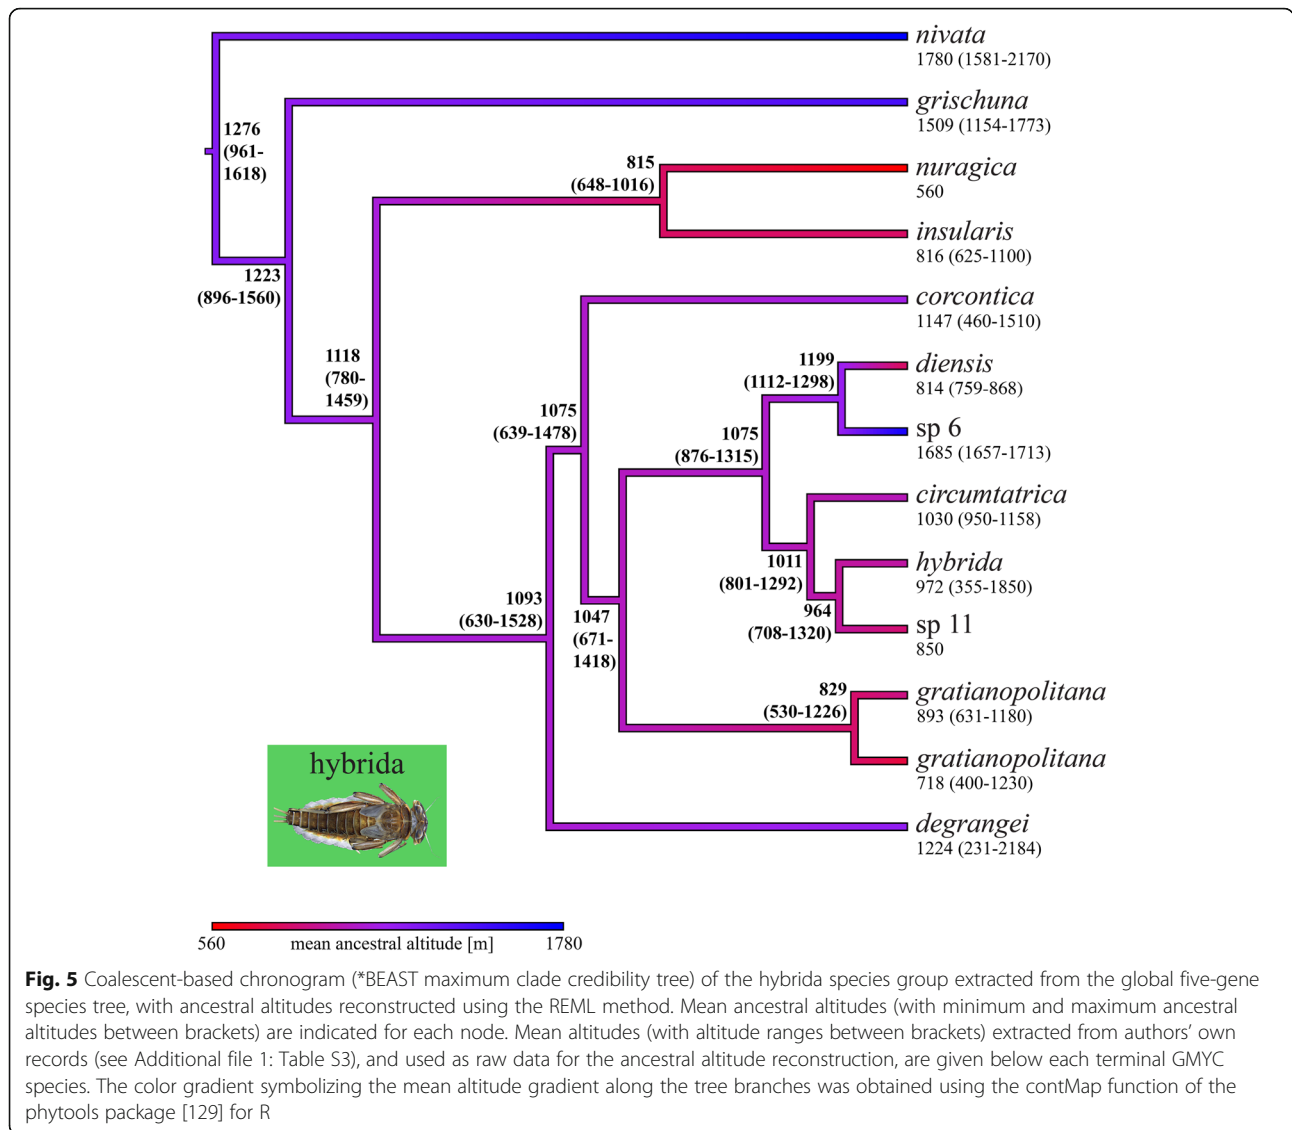 nivata
1780 (1581-2170)
grischuna
1509 (1154-1773)
1276
(961-
1618)
815
(648-1016)
nuragica
560
insularis
816 (625-1100)
1223
(896-1560)
corcontica
1147 (460-1510)
1118
(780-
1459)
1199
(1112-1298)
diensis
814 (759-868)
1075
(639-1478)
1075
(876-1315)
sp 6
1685 (1657-1713)
circumtatrica
1030 (950-1158)
1011
(801-1292)
hybrida
972 (355-1850)
1093
(630-1528)
1047
(671-
1418)
964
(708-1320)
sp 11
850
829
(530-1226)
gratianopolitana
893 (631-1180)
gratianopolitana
718 (400-1230)
hybrida
degrangei
1224 (231-2184)
560 mean ancestral altitude [m] 1780
Fig. 5 Coalescent-based chronogram (*BEAST maximum clade credibility tree) of the hybrida species group extracted from the global five-gene
species tree, with ancestral altitudes reconstructed using the REML method. Mean ancestral altitudes (with minimum and maximum ancestral
altitudes between brackets) are indicated for each node. Mean altitudes (with altitude ranges between brackets) extracted from authors' own
records (see Additional file 1: Table S3), and used as raw data for the ancestral altitude reconstruction, are given below each terminal GMYC
species. The color gradient symbolizing the mean altitude gradient along the tree branches was obtained using the contMap function of the
phytools package [129] for R